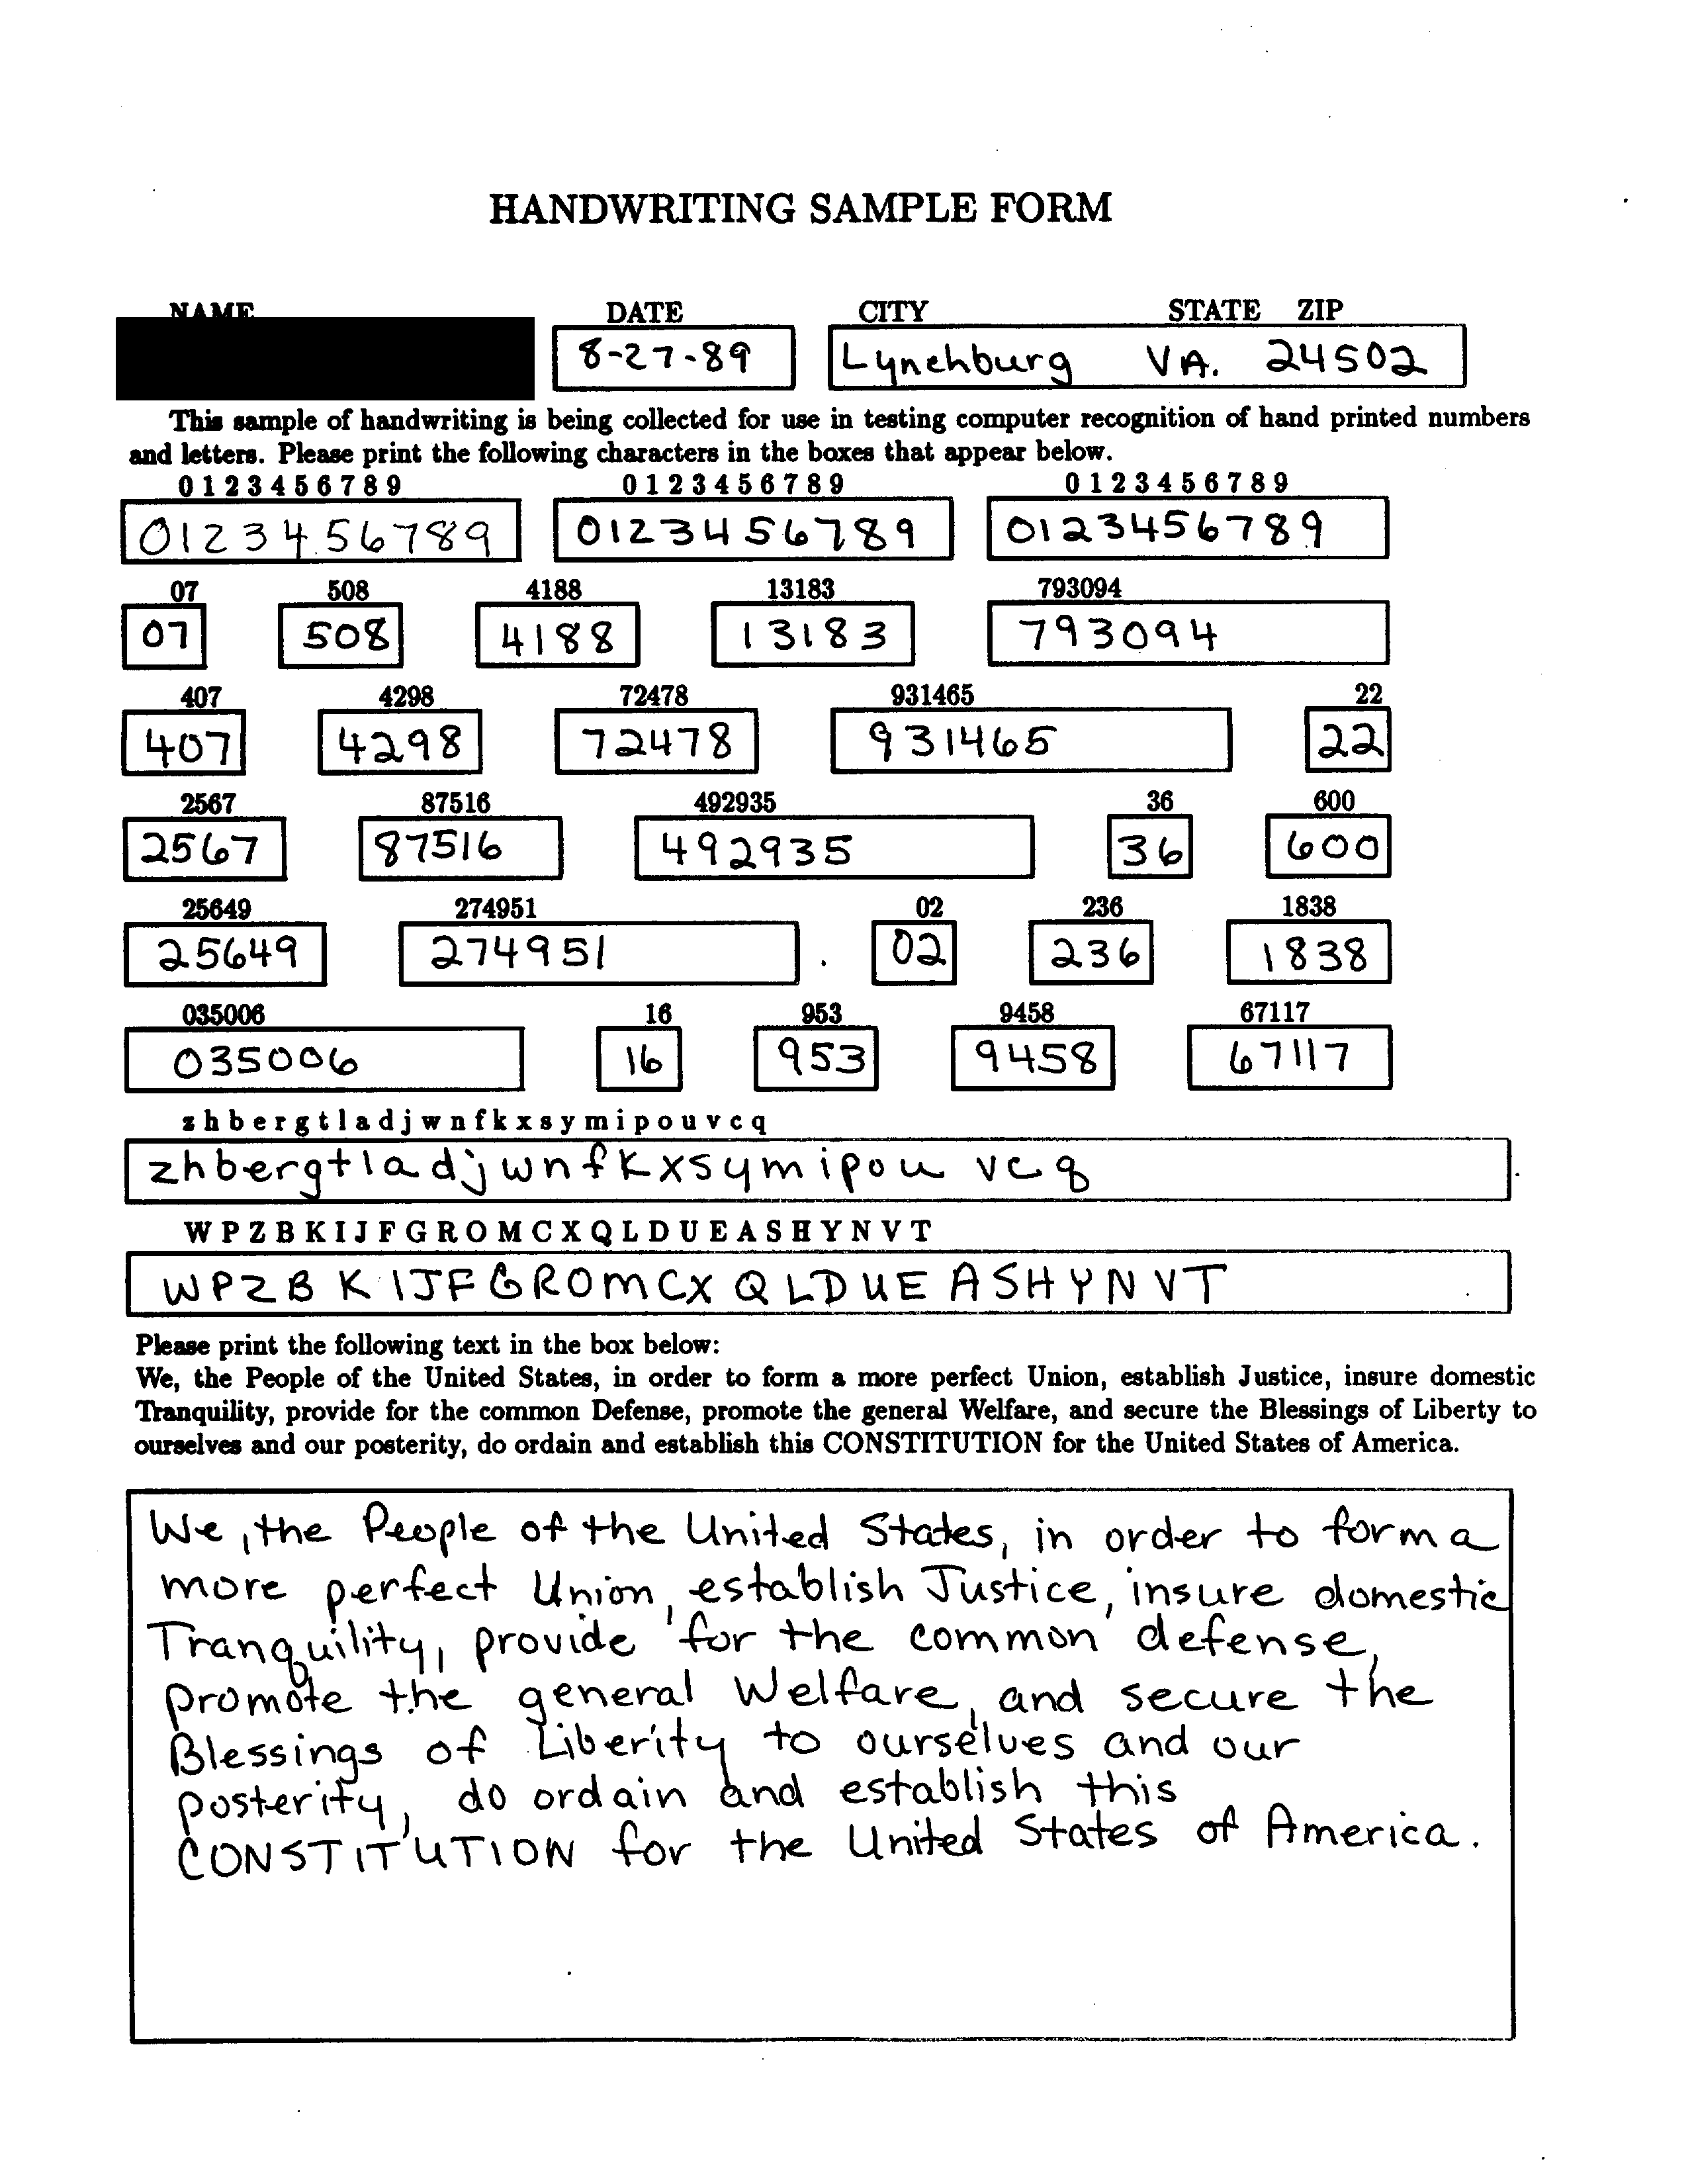 HANDWRITING SAMPLE FORM
NAME DATE CITY STATE ZIP
8-27-89 Lynchburg VA. 24502
This sample of handwriting is being collected for use in testing computer recognition of hand printed numbers
and letters. Please print the following characters in the boxes that appear below.
0 1 2 3 4 5 6 7 8 9 0 1 2 3 4 5 6 7 8 9 0 1 2 3 4 5 6 7 8 9
0123456789 0123456789 0123456789
07 508 4188 13183 793094
07 508 4188 13183 793094
407 4298 72478 931465 22
407 4298 72478 931465 22
2567 87516 492935 36 600
2567 87516 492935 36 600
25649 274951 02 236 1838
25649 274951 02 236 1838
035006 16 953 9458 67117
035006 16 953 9458 67117
z h b e r g t l a d j w n f k x s y m i p o u v c q
zhbergtladjwnfkxsymipou vcq
W P Z B K I J F G R O M C X Q L D U E A S H Y N V T
WPZB K IJFGROMCX QLDUE ASHYNVT
Please print the following text in the box below:
We, the People of the United States, in order to form a more perfect Union, establish Justice, insure domestic
Tranquility, provide for the common Defense, promote the general Welfare, and secure the Blessings of Liberty to
ourselves and our posterity, do ordain and establish this CONSTITUTION for the United States of America.
We, the People of the United States, in order to form a
more perfect Union, establish Justice, insure domestic
Tranquility, provide for the common defense,
promote the general Welfare, and secure the
Blessings of Liberity to ourselves and our
posterity, do ordain and establish this
CONSTITUTION for the United States of America.